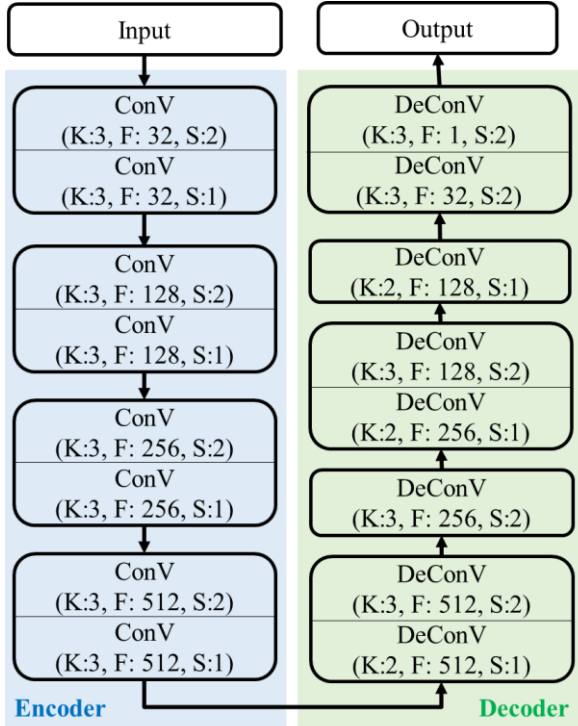 Input
ConV
(K:3, F: 32, S:2)
ConV
(K:3, F: 32, S:1)
ConV
(K:3, F: 128, S:2)
ConV
(K:3, F: 128, S:1)
ConV
(K:3, F: 256, S:2)
ConV
(K:3, F: 256, S:1)
ConV
(K:3, F: 512, S:2)
ConV
(K:3, F: 512, S:1)
Encoder
Output
DeConV
(K:3, F: 1, S:2)
DeConV
(K:3, F: 32, S:2)
DeConV
(K:2, F: 128, S:1)
DeConV
(K:3, F: 128, S:2)
DeConV
(K:2, F: 256, S:1)
DeConV
(K:3, F: 256, S:2)
DeConV
(K:3, F: 512, S:2)
DeConV
(K:2, F: 512, S:1)
Decoder